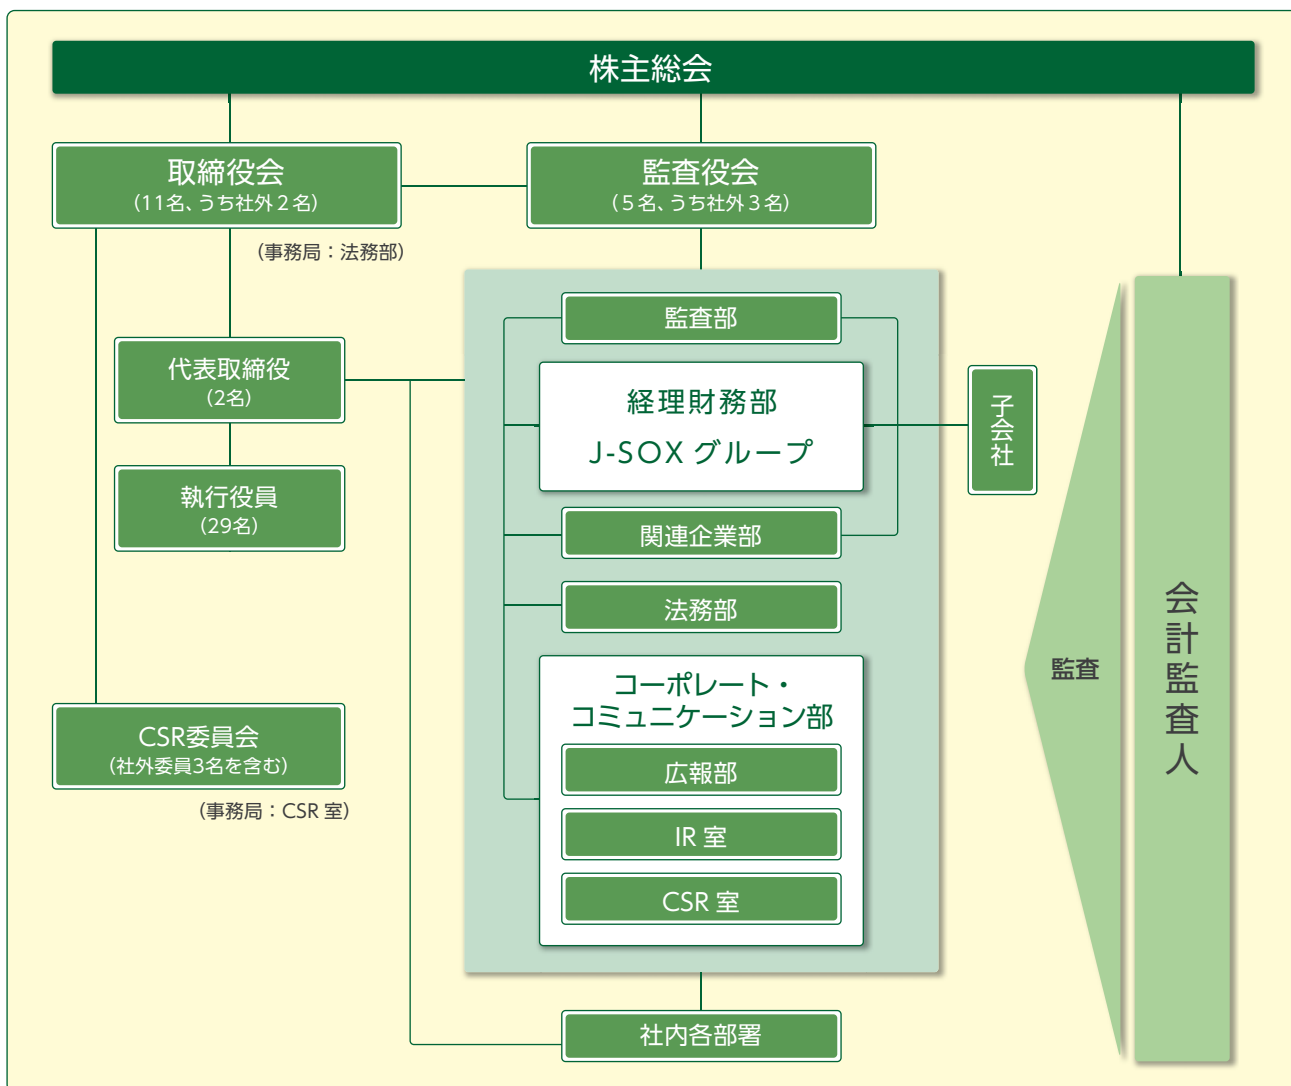 株主総会
取締役会
（11名、うち社外２名）
監査役会
（５名、うち社外３名）
（事務局：法務部）
代表取締役
（2名）
執行役員
（29名）
監査部
経理財務部
J-SOX グループ
関連企業部
法務部
コーポレート・
コミュニケーション部
広報部
IR 室
CSR 室
子会社
監査
会計監査人
CSR委員会
（社外委員3名を含む）
（事務局：CSR 室）
社内各部署